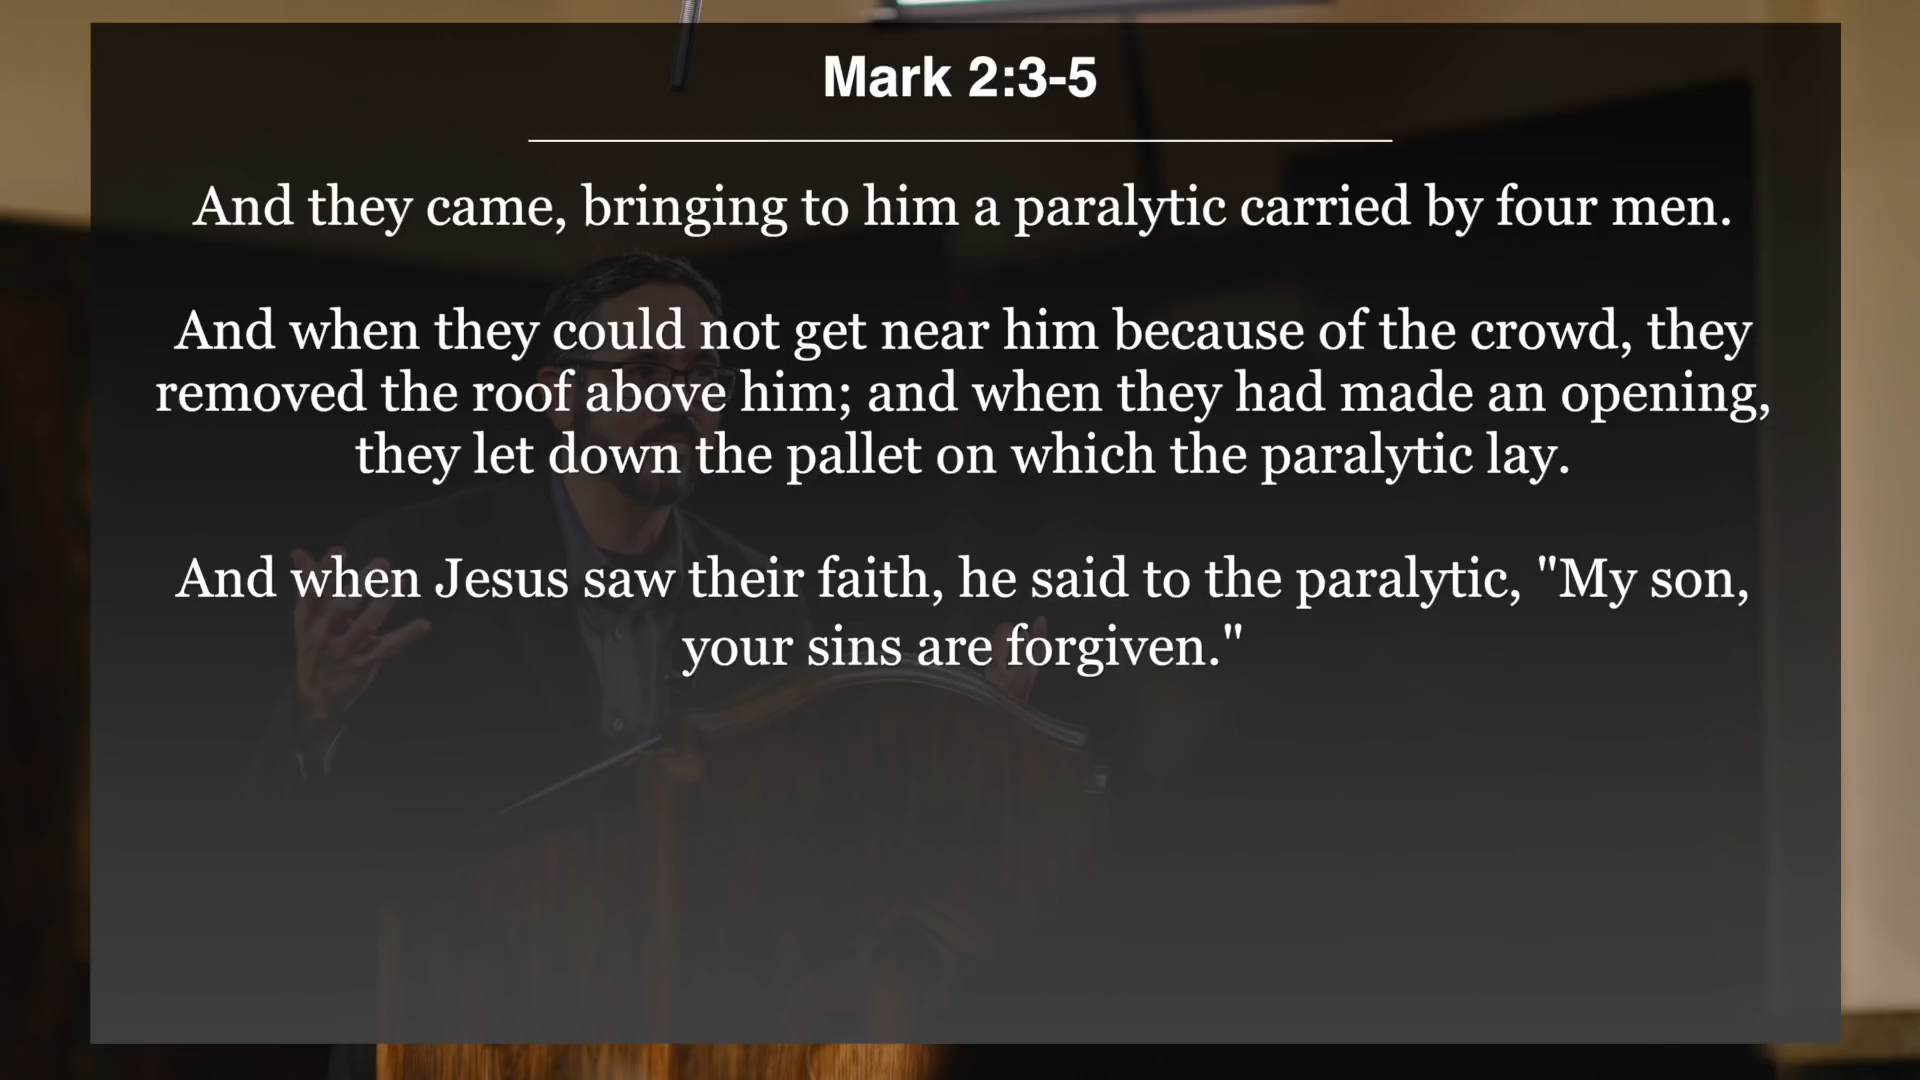 Mark 2:3-5
And they came, bringing to him a paralytic carried by four men.
And when they could not get near him because of the crowd, they
removed the roof above him; and when they had made an opening,
they let down the pallet on which the paralytic lay.
And when Jesus saw their faith, he said to the paralytic, "My son,
your sins are forgiven."